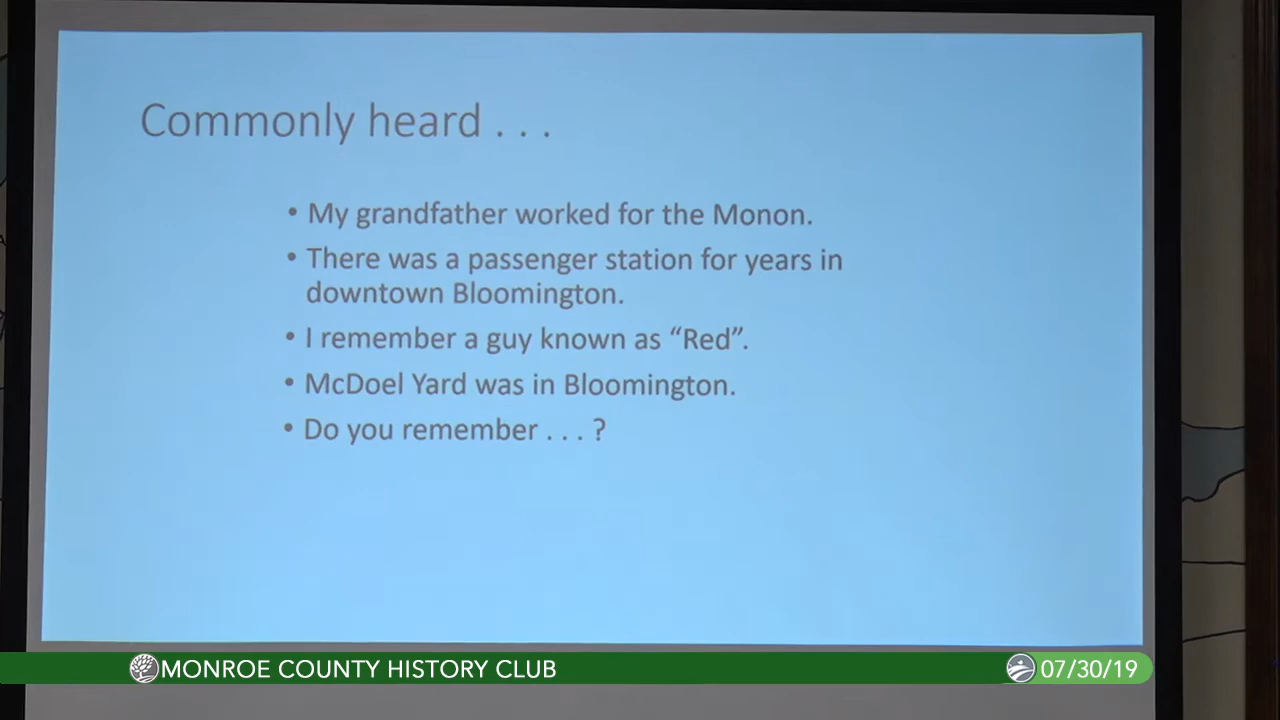 Commonly heard . . .
• My grandfather worked for the Monon.
• There was a passenger station for years in
downtown Bloomington.
• I remember a guy known as “Red”.
• McDoel Yard was in Bloomington.
• Do you remember . . . ?
MONROE COUNTY HISTORY CLUB
07/30/19